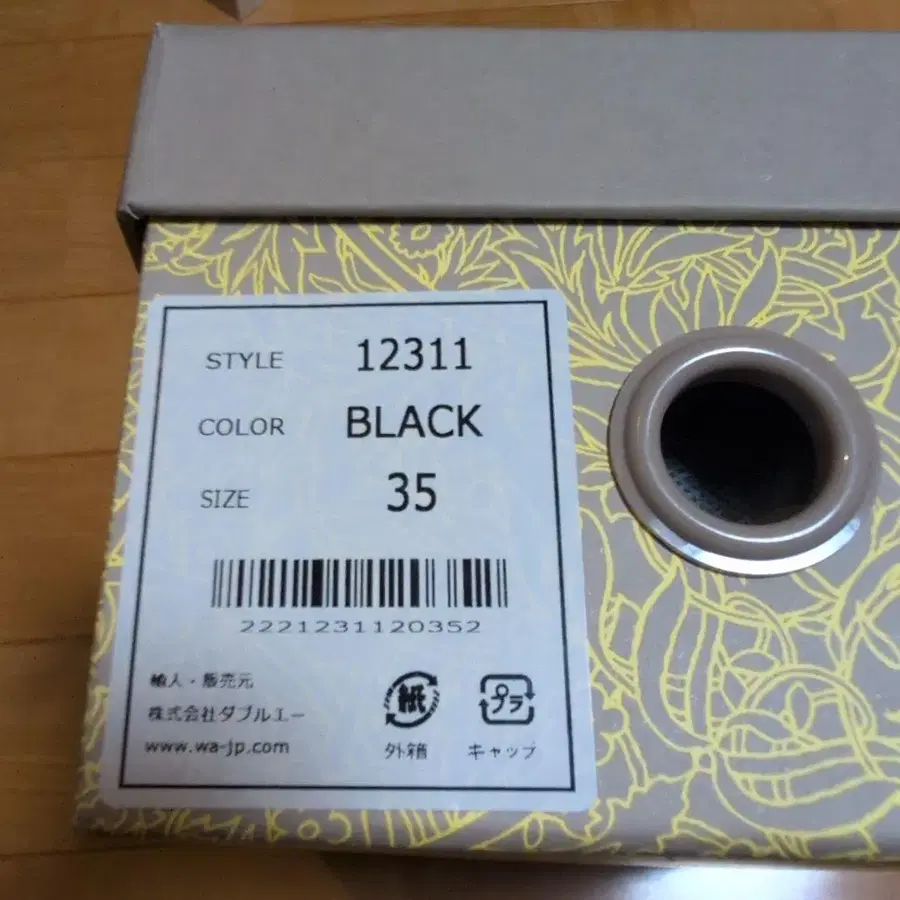 STYLE 12311
COLOR BLACK
SIZE 35
2221231120352
輸入・販売元
株式会社ダブルエー
www.wa-jp.com
紙
外箱
プラ
キャップ